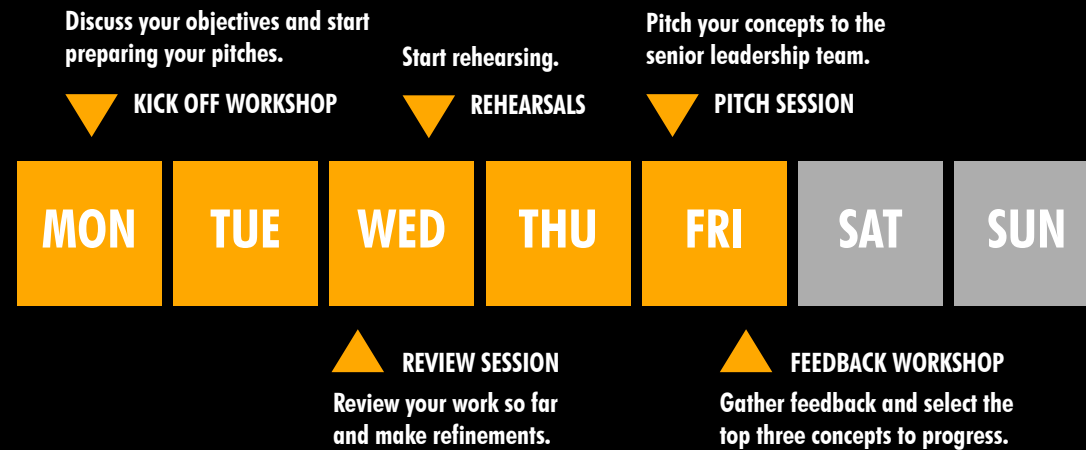 Discuss your objectives and start
preparing your pitches.
KICK OFF WORKSHOP
Start rehearsing.
REHEARSALS
Pitch your concepts to the
senior leadership team.
PITCH SESSION
MON
TUE
WED
THU
FRI
SAT
SUN
REVIEW SESSION
Review your work so far
and make refinements.
FEEDBACK WORKSHOP
Gather feedback and select the
top three concepts to progress.